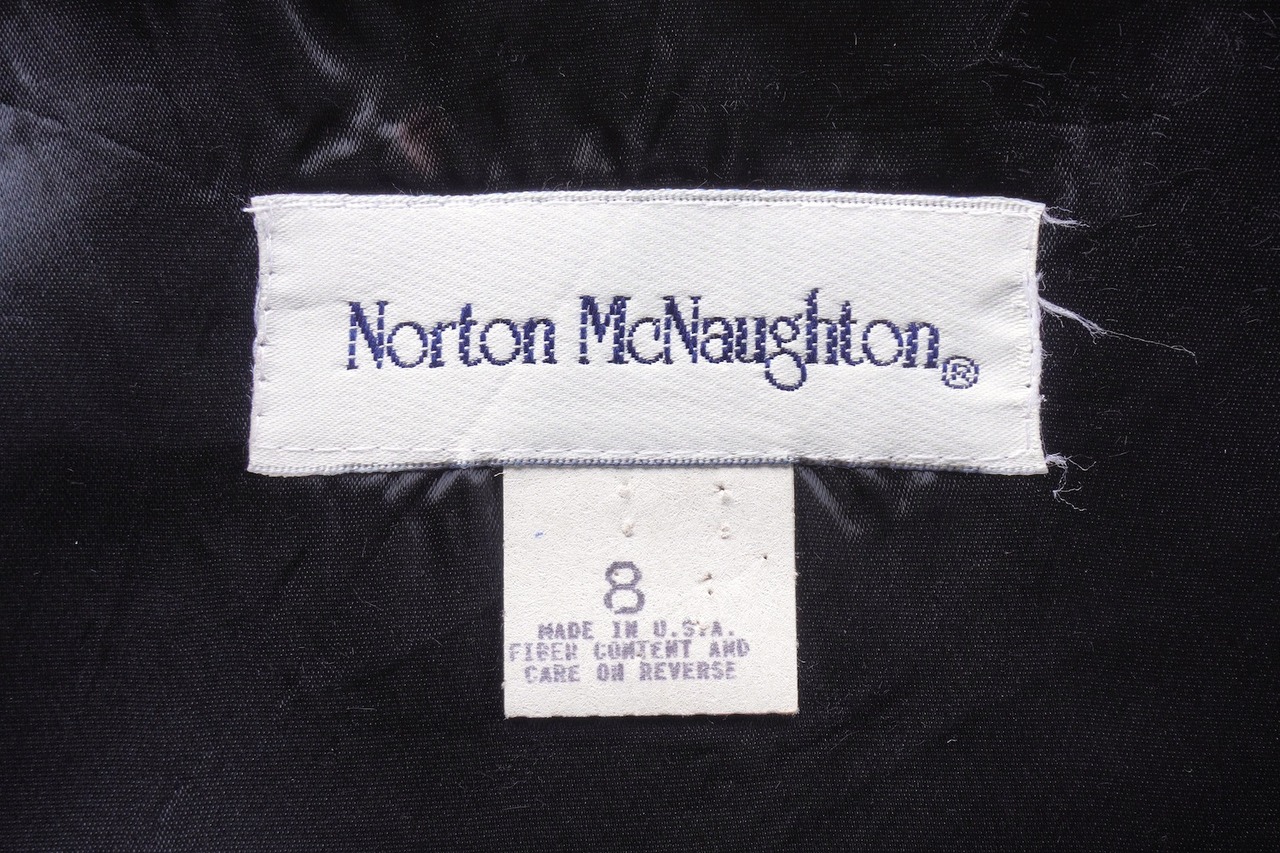 Norton McNaughton®
8
MADE IN U.S.A.
FIBER CONTENT AND
CARE ON REVERSE